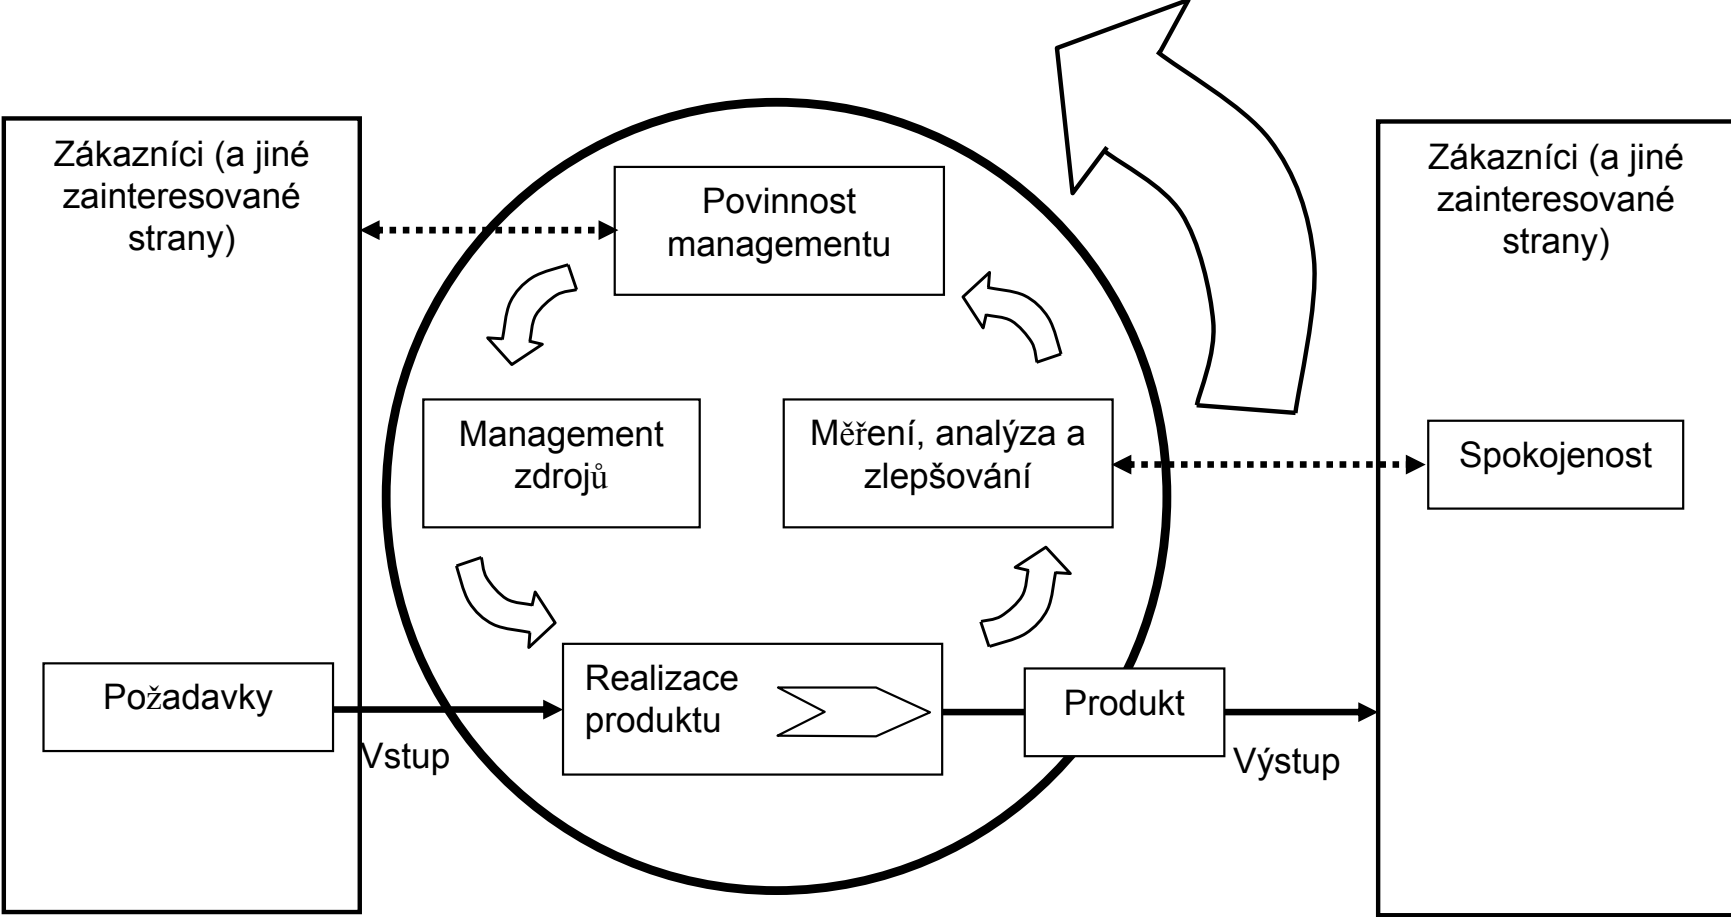 Zákazníci (a jiné
zainteresované
strany)
Povinnost
managementu
Zákazníci (a jiné
zainteresované
strany)
Management
zdrojů
Měření, analýza a
zlepšování
Spokojenost
Požadavky
Vstup
Realizace
produktu
Produkt
Výstup